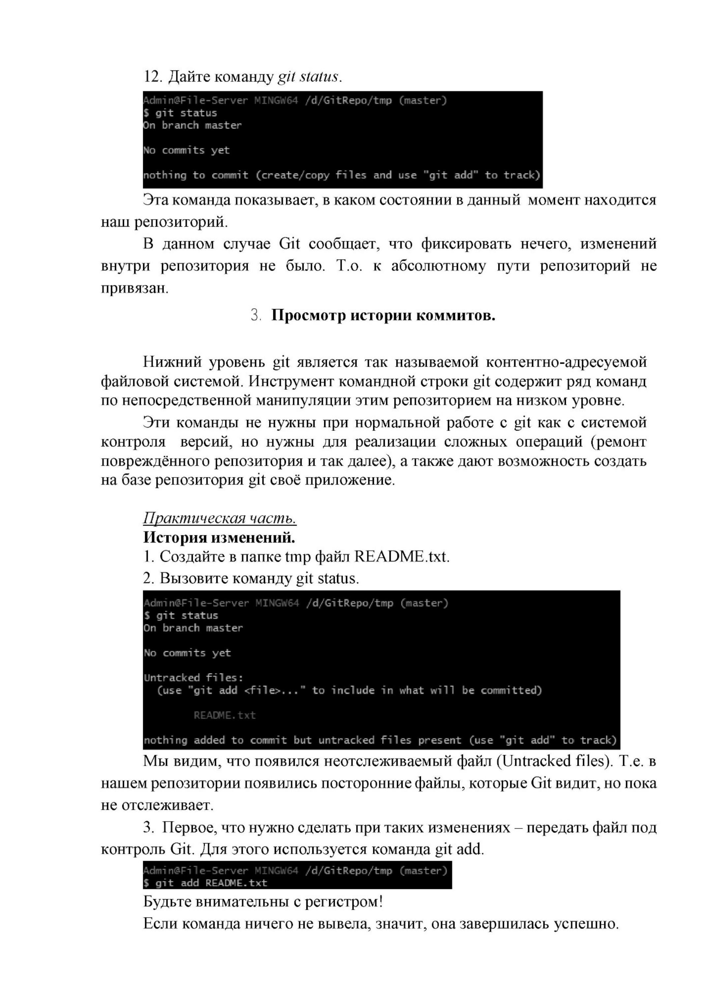 12. Дайте команду git status.
Admin@File-Server MINGW64 /d/GitRepo/tmp (master)
$ git status
On branch master
No commits yet
nothing to commit (create/copy files and use "git add" to track)
Эта команда показывает, в каком состоянии в данный момент находится
наш репозиторий.
В данном случае Git сообщает, что фиксировать нечего, изменений
внутри репозитория не было. Т.о. к абсолютному пути репозиторий не
привязан.
3. Просмотр истории коммитов.
Нижний уровень git является так называемой контентно-адресуемой
файловой системой. Инструмент командной строки git содержит ряд команд
по непосредственной манипуляции этим репозиторием на низком уровне.
Эти команды не нужны при нормальной работе с git как с системой
контроля версий, но нужны для реализации сложных операций (ремонт
повреждённого репозитория и так далее), а также дают возможность создать
на базе репозитория git своё приложение.
Практическая часть.
История изменений.
1. Создайте в папке tmp файл README.txt.
2. Вызовите команду git status.
Admin@File-Server MINGW64 /d/GitRepo/tmp (master)
$ git status
On branch master
No commits yet
Untracked files:
(use "git add <file>..." to include in what will be committed)
README.txt
nothing added to commit but untracked files present (use "git add" to track)
Мы видим, что появился неотслеживаемый файл (Untracked files). Т.е. в
нашем репозитории появились посторонние файлы, которые Git видит, но пока
не отслеживает.
3. Первое, что нужно сделать при таких изменениях – передать файл под
контроль Git. Для этого используется команда git add.
Admin@File-Server MINGW64 /d/GitRepo/tmp (master)
$ git add README.txt
Будьте внимательны с регистром!
Если команда ничего не вывела, значит, она завершилась успешно.